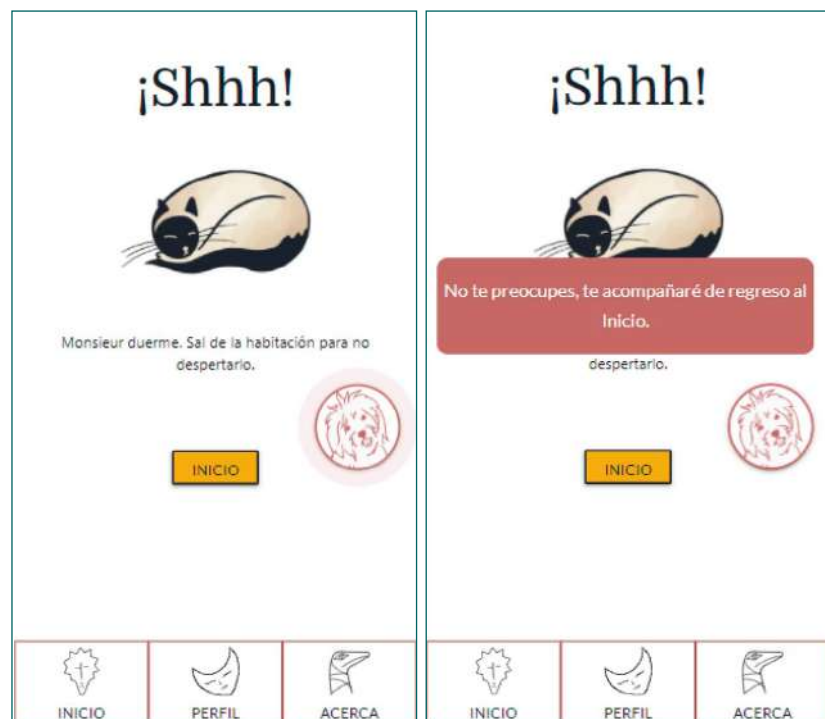 ¡Shhh!
Monsieur duerme. Sal de la habitación para no
despertarlo.
INICIO
INICIO
PERFIL
ACERCA
¡Shhh!
No te preocupes, te acompañaré de regreso al
Inicio.
despertarlo.
INICIO
INICIO
PERFIL
ACERCA